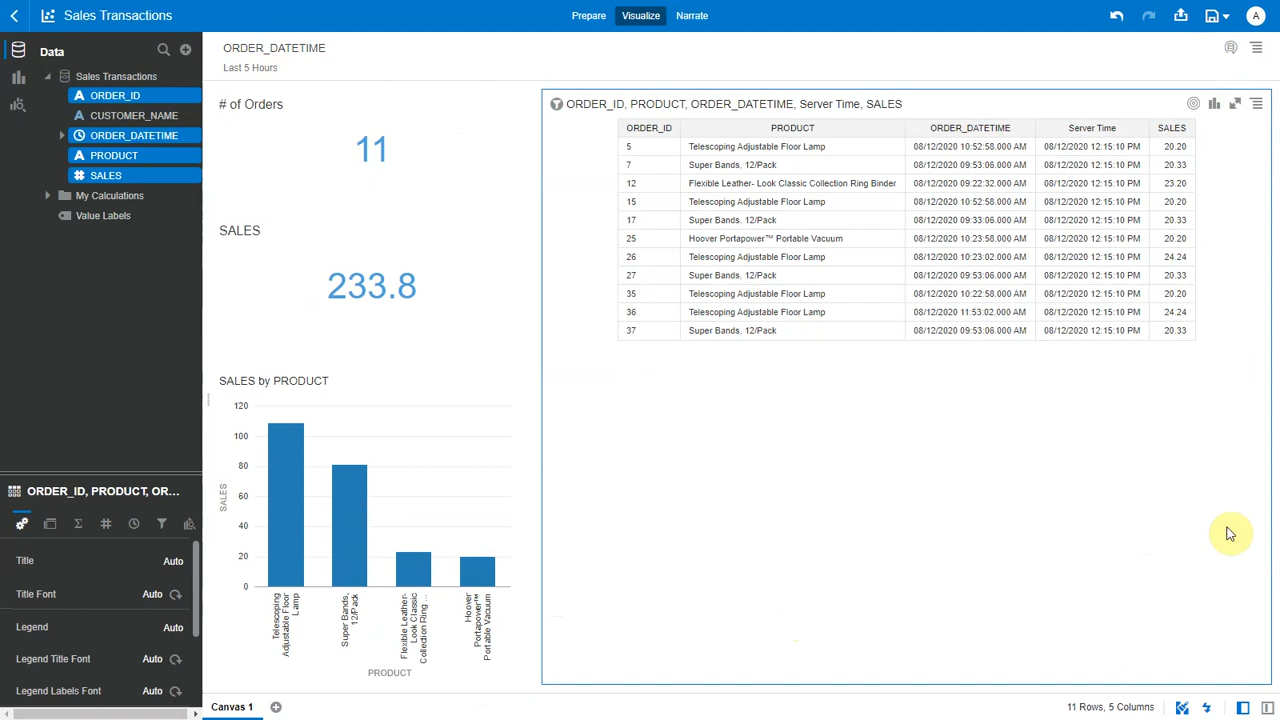 Sales Transactions
Prepare
Visualize
Narrate
A
Data
Sales Transactions
A ORDER_ID
A CUSTOMER_NAME
ORDER_DATETIME
A PRODUCT
# SALES
My Calculations
Value Labels
ORDER_ID, PRODUCT, OR...
Title Auto
Title Font Auto
Legend Auto
Legend Title Font Auto
Legend Labels Font Auto
ORDER_DATETIME
Last 5 Hours
# of Orders
11
SALES
233.8
SALES by PRODUCT
120
100
80
60
40
20
0
SALES
Telescoping
Adjustable Floor
Lamp
Super Bands,
12/Pack
Flexible Leather-
Look Classic
Collection Ring ...
Hoover
Portapower™
Portable Vacuum
PRODUCT
ORDER_ID, PRODUCT, ORDER_DATETIME, Server Time, SALES
ORDER_ID PRODUCT ORDER_DATETIME Server Time SALES
5 Telescoping Adjustable Floor Lamp 08/12/2020 10:52:58.000 AM 08/12/2020 12:15:10 PM 20.20
7 Super Bands, 12/Pack 08/12/2020 09:53:06.000 AM 08/12/2020 12:15:10 PM 20.33
12 Flexible Leather- Look Classic Collection Ring Binder 08/12/2020 09:22:32.000 AM 08/12/2020 12:15:10 PM 23.20
15 Telescoping Adjustable Floor Lamp 08/12/2020 10:52:58.000 AM 08/12/2020 12:15:10 PM 20.20
17 Super Bands, 12/Pack 08/12/2020 09:33:06.000 AM 08/12/2020 12:15:10 PM 20.33
25 Hoover Portapower™ Portable Vacuum 08/12/2020 10:23:58.000 AM 08/12/2020 12:15:10 PM 20.20
26 Telescoping Adjustable Floor Lamp 08/12/2020 10:23:02.000 AM 08/12/2020 12:15:10 PM 24.24
27 Super Bands, 12/Pack 08/12/2020 09:53:06.000 AM 08/12/2020 12:15:10 PM 20.33
35 Telescoping Adjustable Floor Lamp 08/12/2020 10:22:58.000 AM 08/12/2020 12:15:10 PM 20.20
36 Telescoping Adjustable Floor Lamp 08/12/2020 11:53:02.000 AM 08/12/2020 12:15:10 PM 24.24
37 Super Bands, 12/Pack 08/12/2020 09:53:06.000 AM 08/12/2020 12:15:10 PM 20.33
Canvas 1
11 Rows, 5 Columns